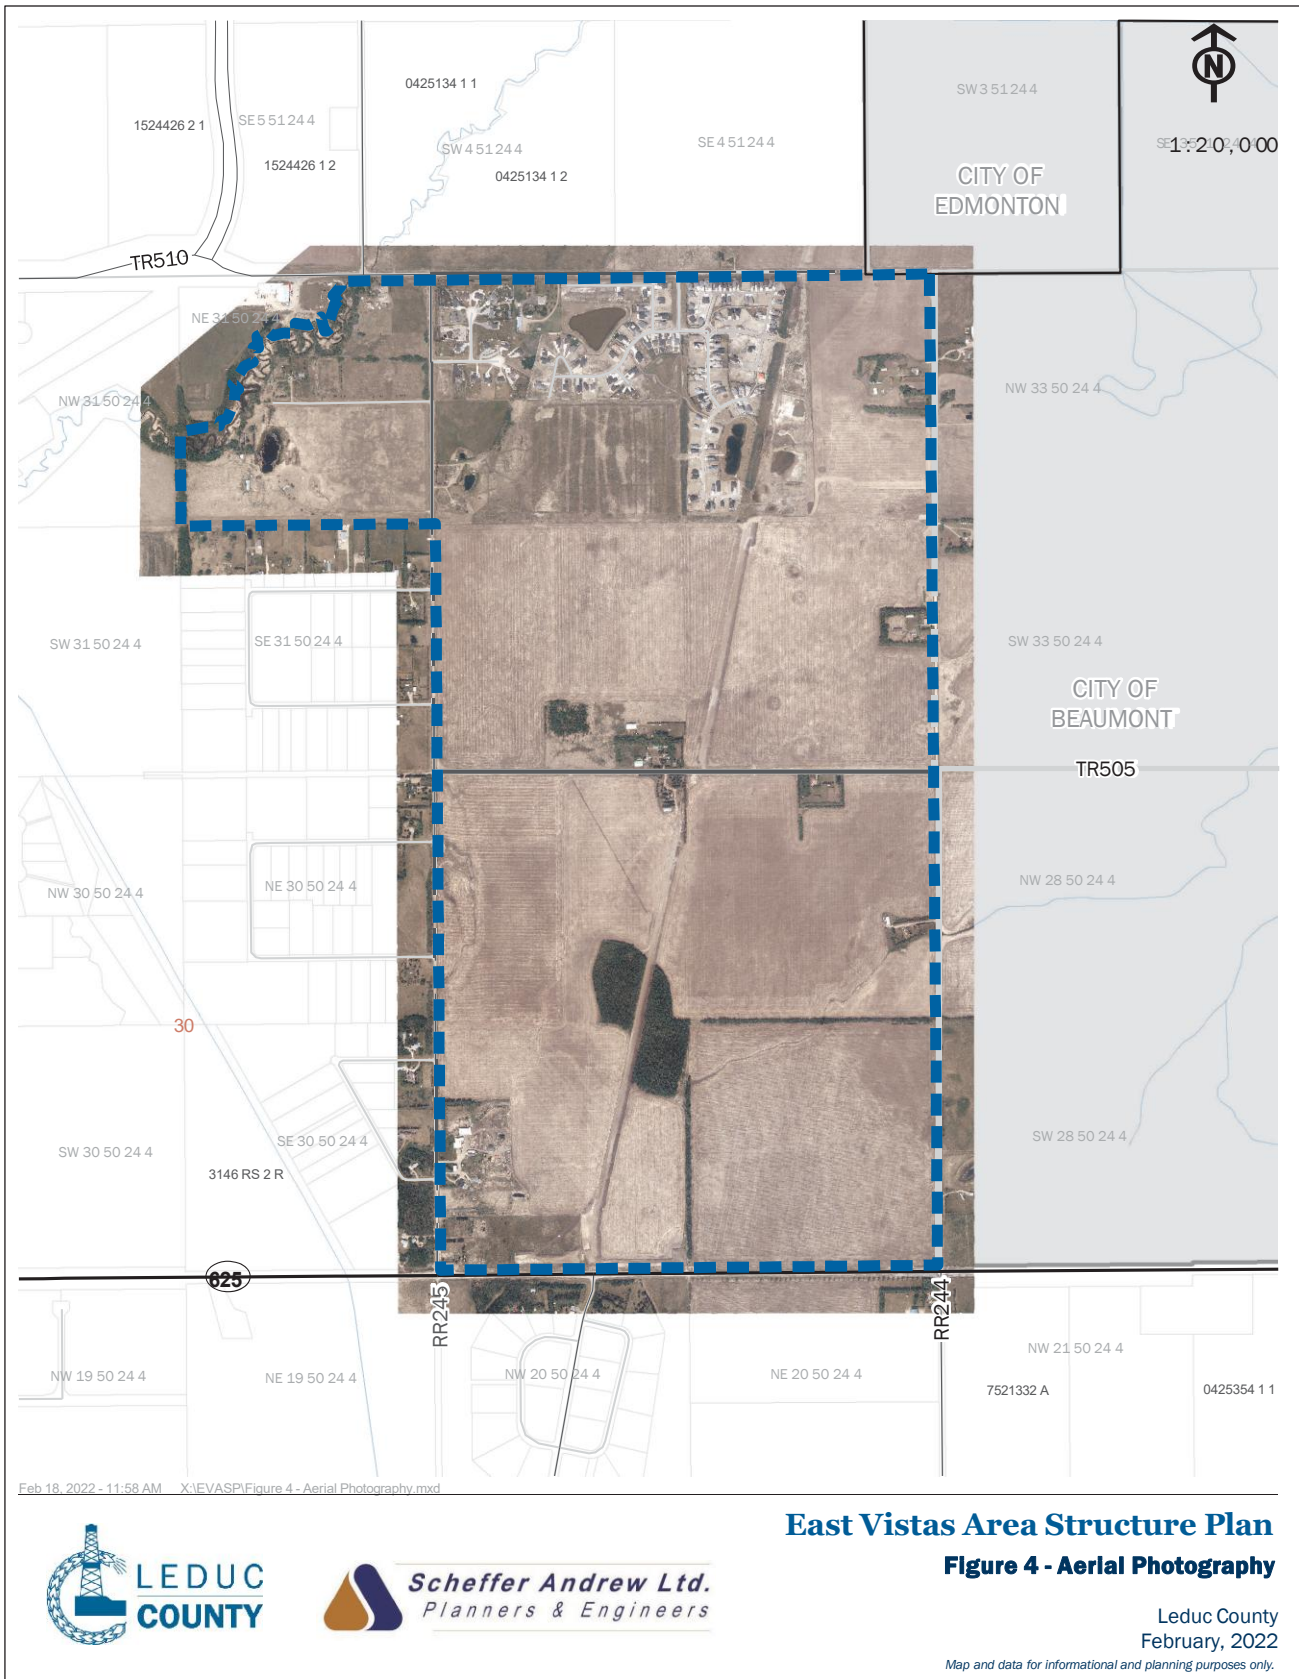 0425134 1 1
SW 3 51 24 4
1524426 2 1
SE 5 51 24 4
1524426 1 2
SW 4 51 24 4
0425134 1 2
SE 4 51 24 4
N
1:20,000
CITY OF
EDMONTON
TR510
NE 31 50 24 4
NW 31 50 24 4
NW 33 50 24 4
SW 31 50 24 4
SE 31 50 24 4
SW 33 50 24 4
CITY OF
BEAUMONT
TR505
NW 30 50 24 4
NE 30 50 24 4
NW 28 50 24 4
30
SW 30 50 24 4
SE 30 50 24 4
3146 RS 2 R
SW 28 50 24 4
625
RR245
RR244
NW 19 50 24 4
NE 19 50 24 4
NW 20 50 24 4
NE 20 50 24 4
NW 21 50 24 4
7521332 A
0425354 1 1
Feb 18, 2022 - 11:58 AM X:\EVASP\Figure 4 - Aerial Photography.mxd
LEDUC
COUNTY
Scheffer Andrew Ltd.
Planners & Engineers
East Vistas Area Structure Plan
Figure 4 - Aerial Photography
Leduc County
February, 2022
Map and data for informational and planning purposes only.